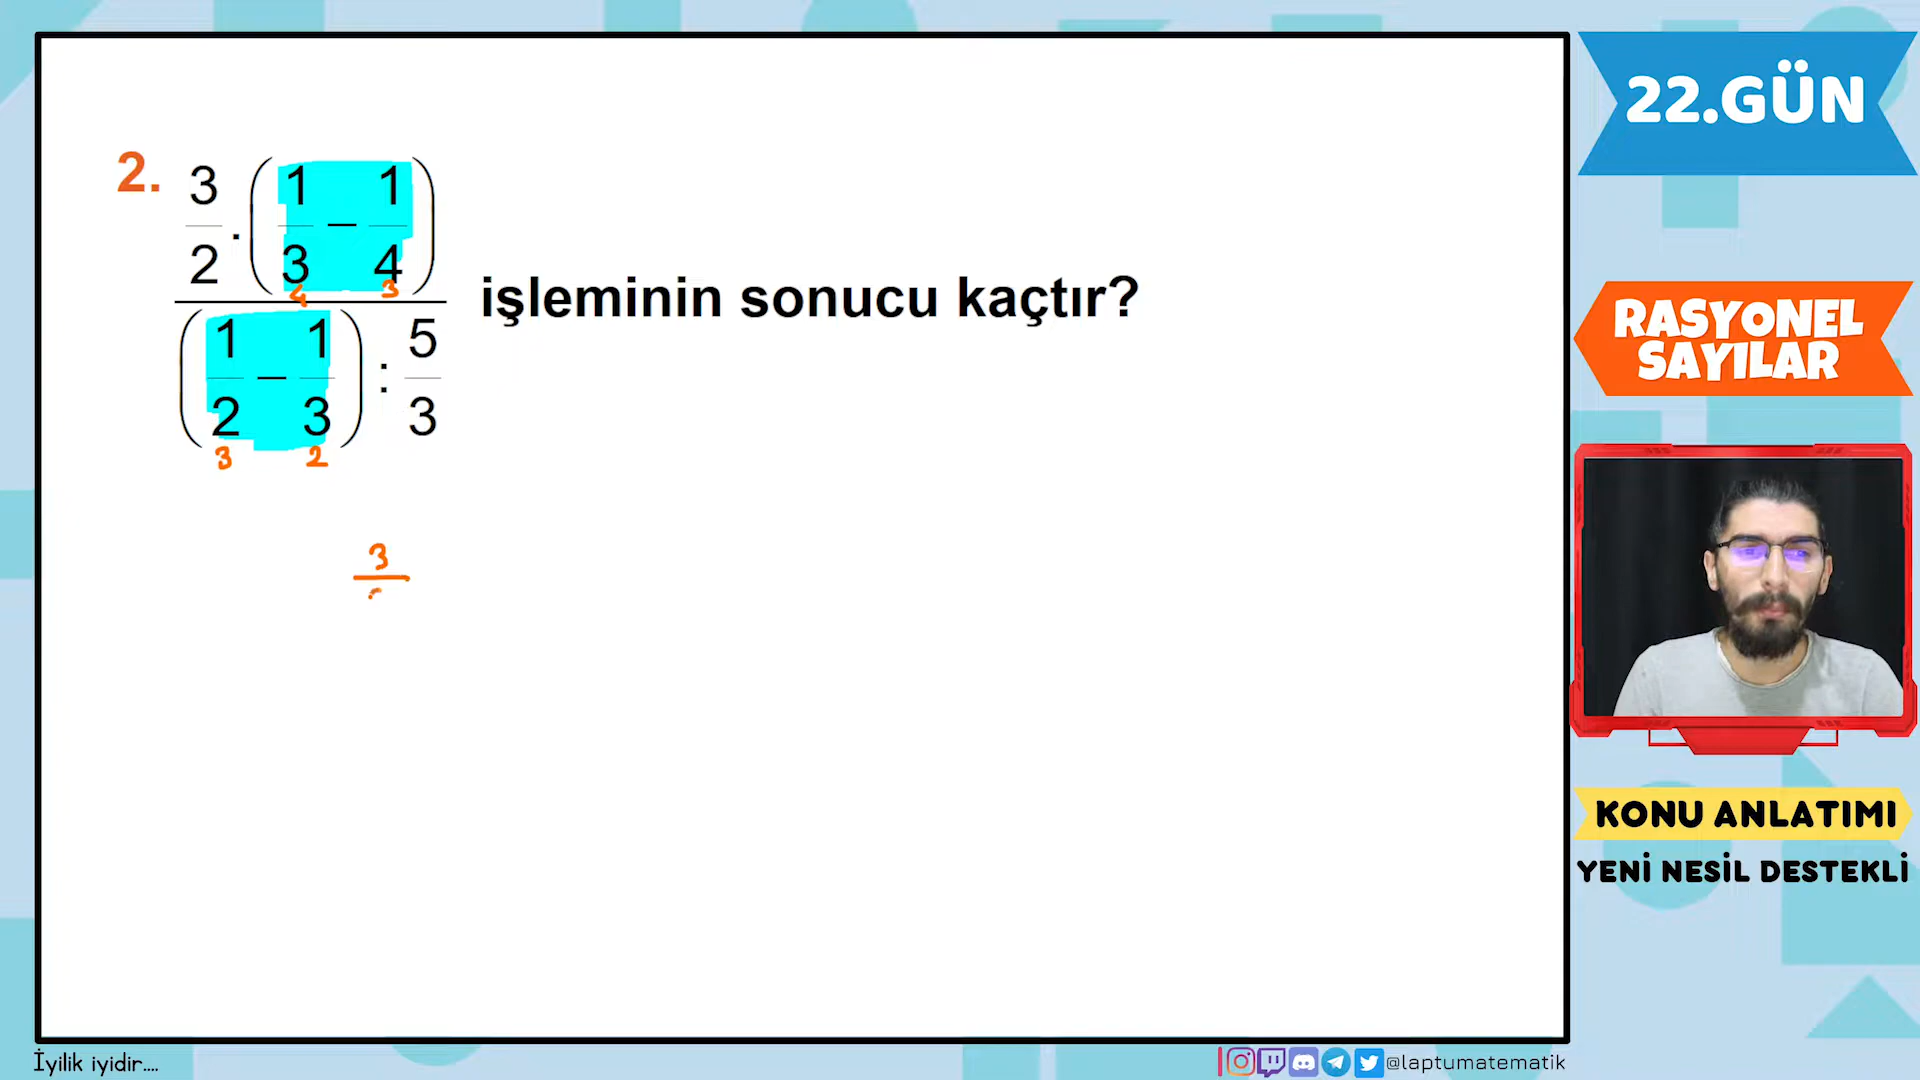 22.GÜN
2. 3/2 . (1/3 − 1/4)
4 3
(1/2 − 1/3) : 5/3
3 2
işleminin sonucu kaçtır?
3
RASYONEL
SAYILAR
KONU ANLATIMI
YENİ NESİL DESTEKLİ
İyilik iyidir....
@laptumatematik